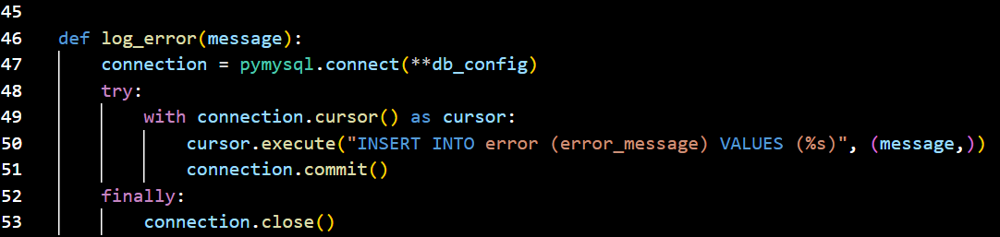 45
46 def log_error(message):
47     connection = pymysql.connect(**db_config)
48     try:
49         with connection.cursor() as cursor:
50             cursor.execute("INSERT INTO error (error_message) VALUES (%s)", (message,))
51             connection.commit()
52     finally:
53         connection.close()